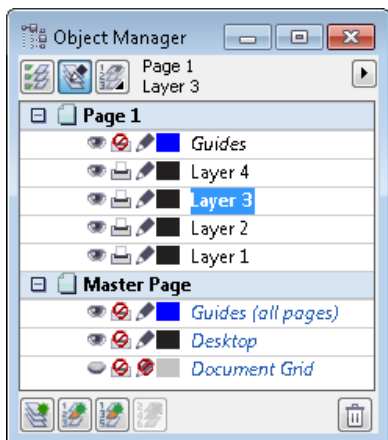 Object Manager
Page 1
Layer 3
Page 1
Guides
Layer 4
Layer 3
Layer 2
Layer 1
Master Page
Guides (all pages)
Desktop
Document Grid